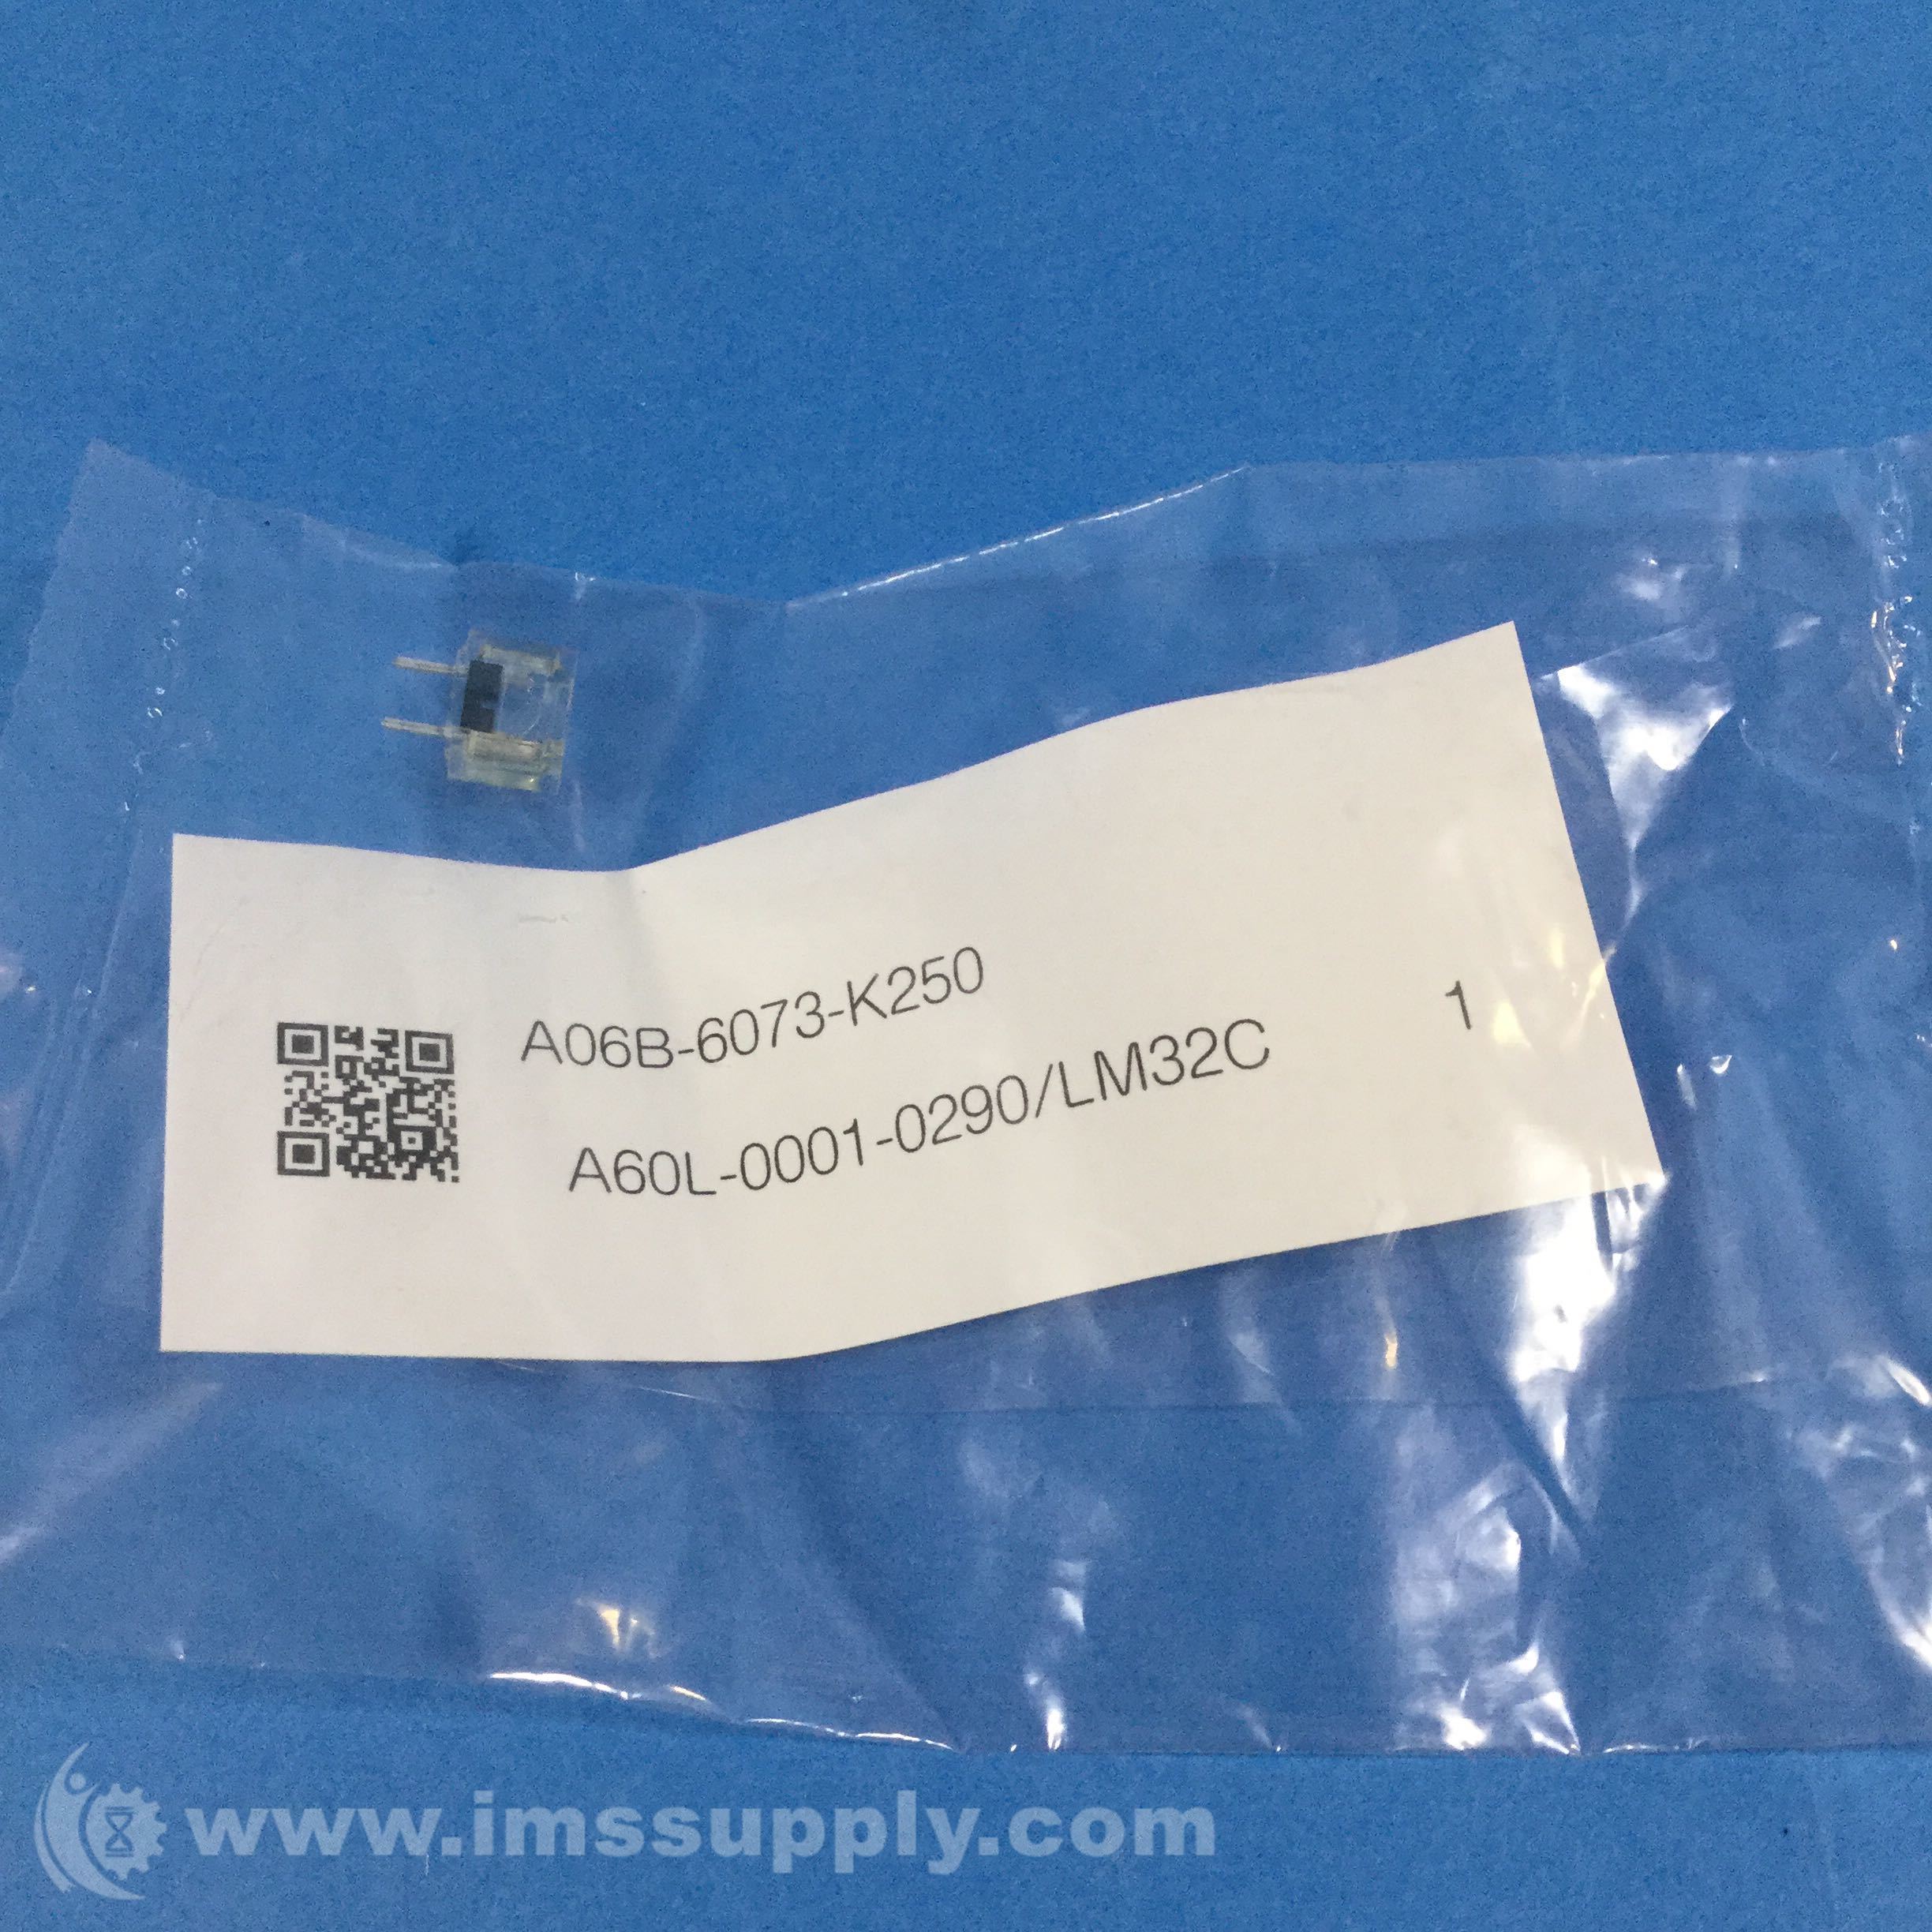 A06B-6073-K250
A60L-0001-0290/LM32C 1
www.imssupply.com